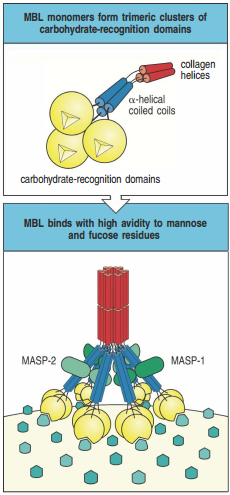 MBL monomers form trimeric clusters of
carbohydrate-recognition domains
collagen
helices
α-helical
coiled coils
carbohydrate-recognition domains
MBL binds with high avidity to mannose
and fucose residues
MASP-2
MASP-1